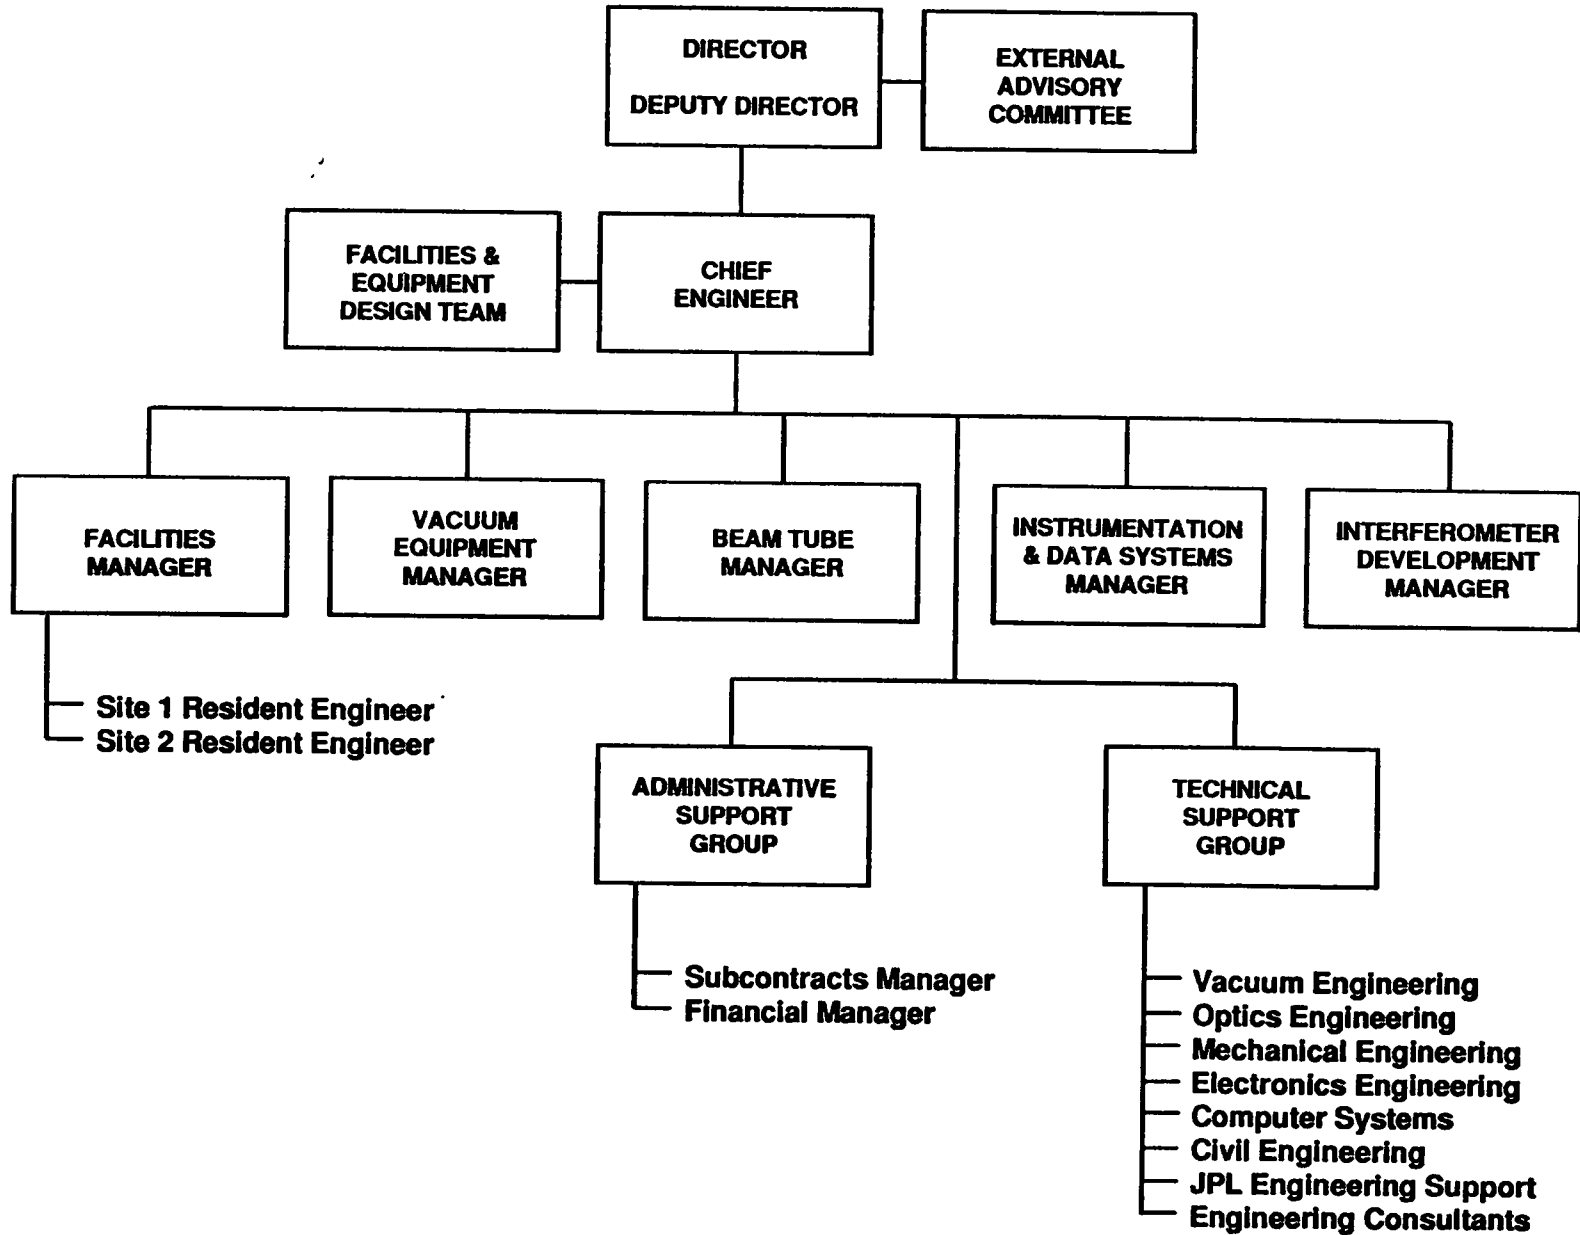 DIRECTOR
DEPUTY DIRECTOR
EXTERNAL
ADVISORY
COMMITTEE
FACILITIES &
EQUIPMENT
DESIGN TEAM
CHIEF
ENGINEER
FACILITIES
MANAGER
VACUUM
EQUIPMENT
MANAGER
BEAM TUBE
MANAGER
INSTRUMENTATION
& DATA SYSTEMS
MANAGER
INTERFEROMETER
DEVELOPMENT
MANAGER
Site 1 Resident Engineer
Site 2 Resident Engineer
ADMINISTRATIVE
SUPPORT
GROUP
TECHNICAL
SUPPORT
GROUP
Subcontracts Manager
Financial Manager
Vacuum Engineering
Optics Engineering
Mechanical Engineering
Electronics Engineering
Computer Systems
Civil Engineering
JPL Engineering Support
Engineering Consultants